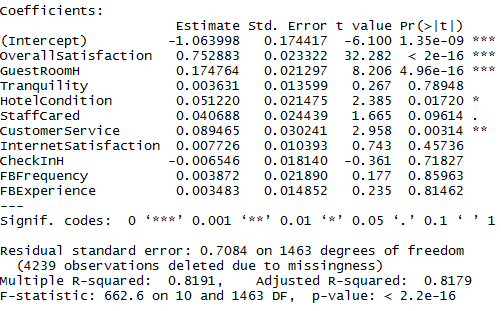 Coefficients:
                      Estimate Std. Error t value Pr(>|t|)
(Intercept)          -1.063998   0.174417  -6.100 1.35e-09 ***
OverallSatisfaction   0.752883   0.023322  32.282  < 2e-16 ***
GuestRoomH            0.174764   0.021297   8.206 4.96e-16 ***
Tranquility           0.003631   0.013599   0.267  0.78948
HotelCondition        0.051220   0.021475   2.385  0.01720 *
StaffCared            0.040688   0.024439   1.665  0.09614 .
CustomerService       0.089465   0.030241   2.958  0.00314 **
InternetSatisfaction  0.007726   0.010393   0.743  0.45736
CheckInH             -0.006546   0.018140  -0.361  0.71827
FBFrequency           0.003872   0.021890   0.177  0.85963
FBExperience          0.003483   0.014852   0.235  0.81462
---
Signif. codes:  0 ‘***’ 0.001 ‘**’ 0.01 ‘*’ 0.05 ‘.’ 0.1 ‘ ’ 1
Residual standard error: 0.7084 on 1463 degrees of freedom
  (4239 observations deleted due to missingness)
Multiple R-squared:  0.8191,    Adjusted R-squared:  0.8179
F-statistic: 662.6 on 10 and 1463 DF,  p-value: < 2.2e-16